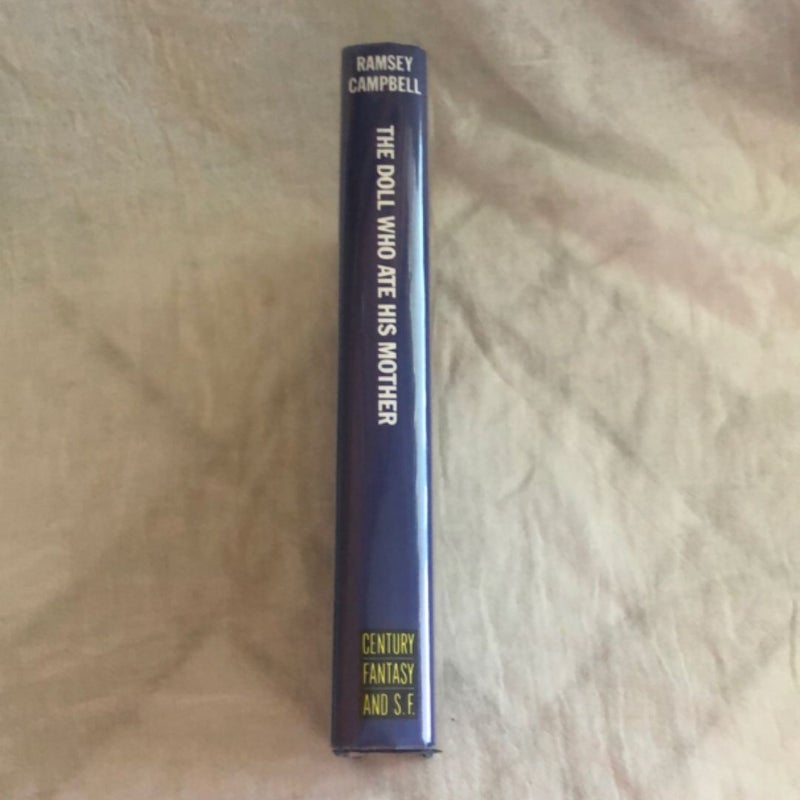 RAMSEY
CAMPBELL
THE DOLL WHO ATE HIS MOTHER
CENTURY
FANTASY
AND S.F.